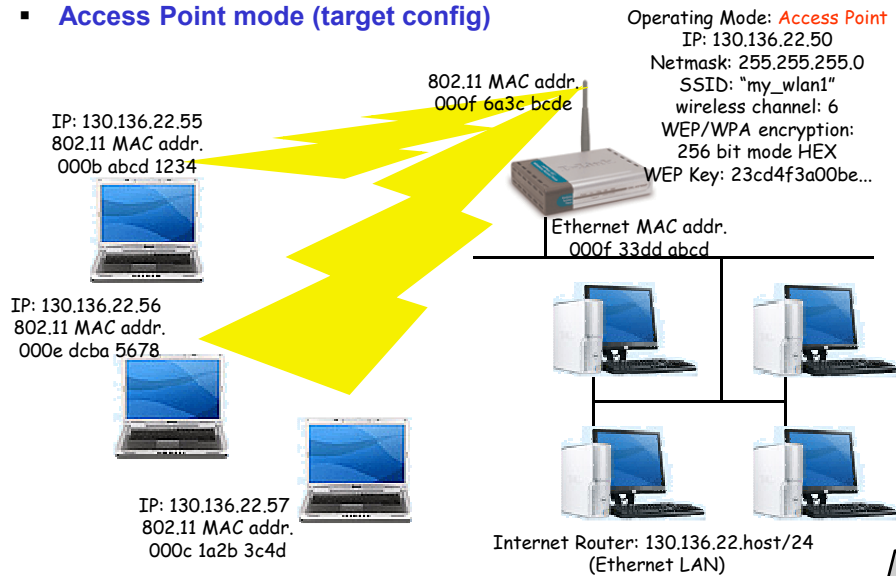 ▪ Access Point mode (target config)
Operating Mode: Access Point
IP: 130.136.22.50
Netmask: 255.255.255.0
SSID: “my_wlan1”
wireless channel: 6
WEP/WPA encryption:
256 bit mode HEX
WEP Key: 23cd4f3a00be...
802.11 MAC addr.
000f 6a3c bcde
IP: 130.136.22.55
802.11 MAC addr.
000b abcd 1234
Ethernet MAC addr.
000f 33dd abcd
IP: 130.136.22.56
802.11 MAC addr.
000e dcba 5678
IP: 130.136.22.57
802.11 MAC addr.
000c 1a2b 3c4d
Internet Router: 130.136.22.host/24
(Ethernet LAN)